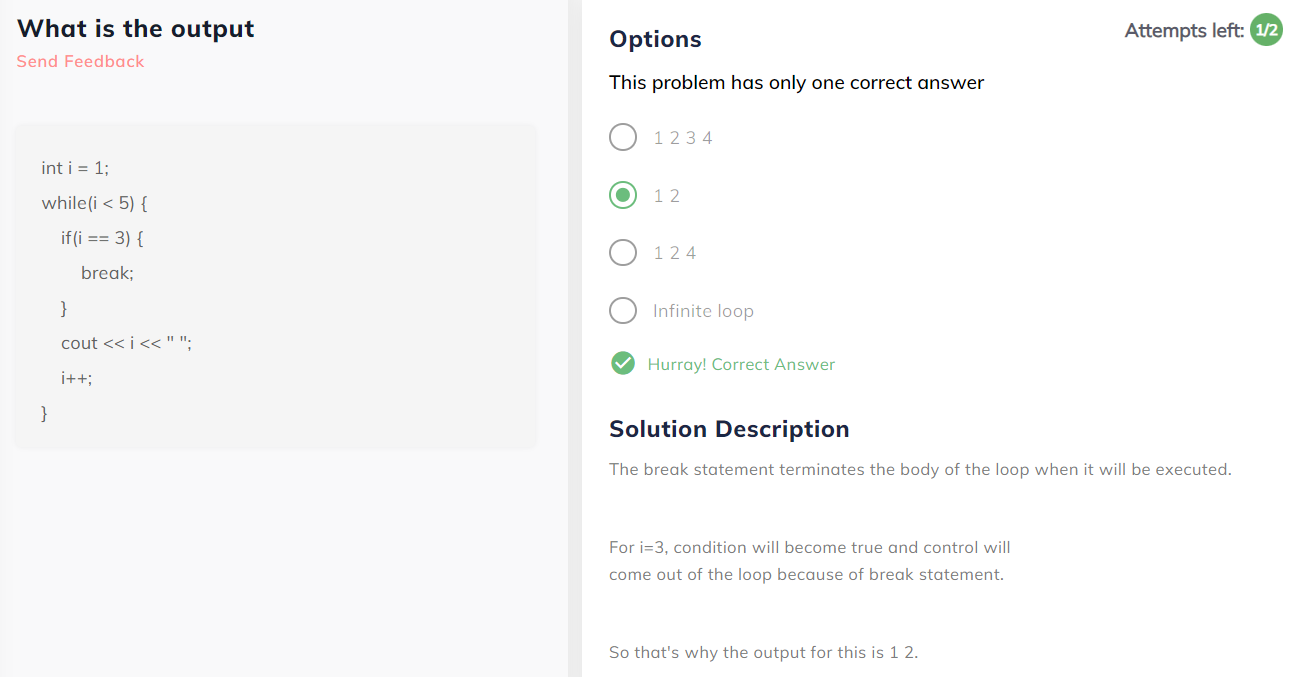 What is the output
Send Feedback
int i = 1;
while(i < 5) {
if(i == 3) {
break;
}
cout << i << " ";
i++;
}
Attempts left: 1/2
Options
This problem has only one correct answer
1 2 3 4
1 2
1 2 4
Infinite loop
Hurray! Correct Answer
Solution Description
The break statement terminates the body of the loop when it will be executed.
For i=3, condition will become true and control will
come out of the loop because of break statement.
So that's why the output for this is 1 2.